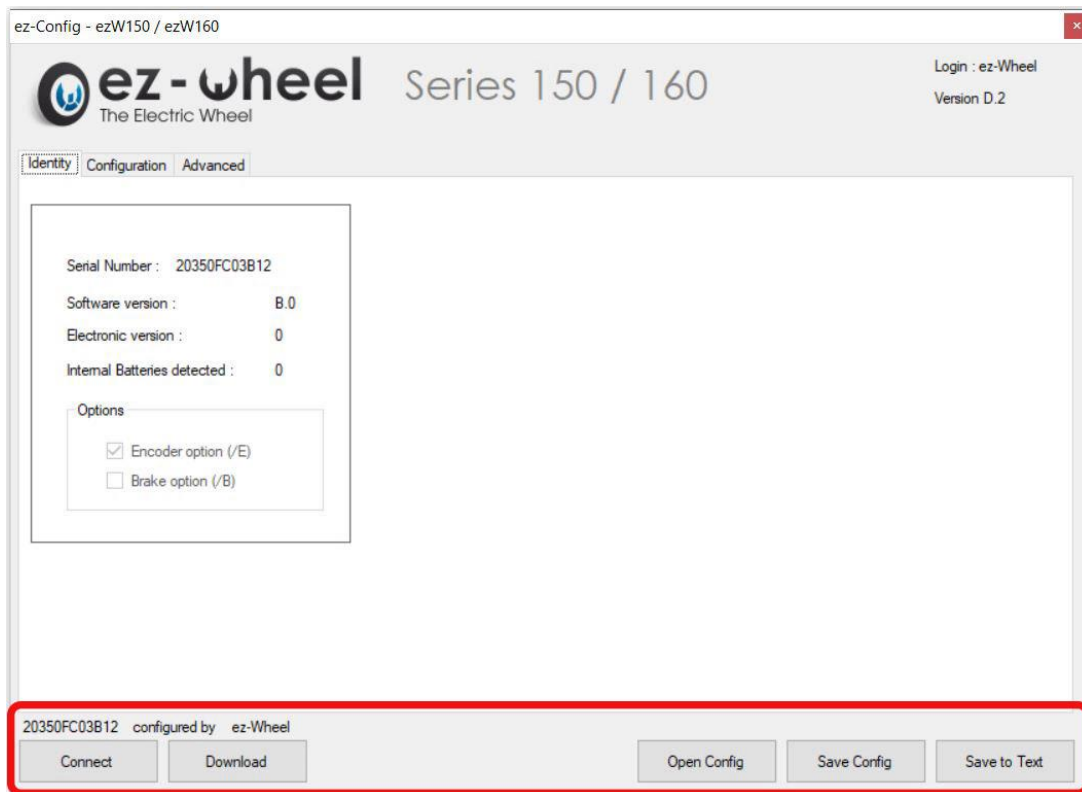 ez-Config - ezW150 / ezW160
×
ez-wheel
The Electric Wheel
Series 150 / 160
Login : ez-Wheel
Version D.2
Identity Configuration Advanced
Serial Number : 20350FC03B12
Software version : B.0
Electronic version : 0
Internal Batteries detected : 0
Options
Encoder option (/E)
Brake option (/B)
20350FC03B12 configured by ez-Wheel
Connect Download Open Config Save Config Save to Text